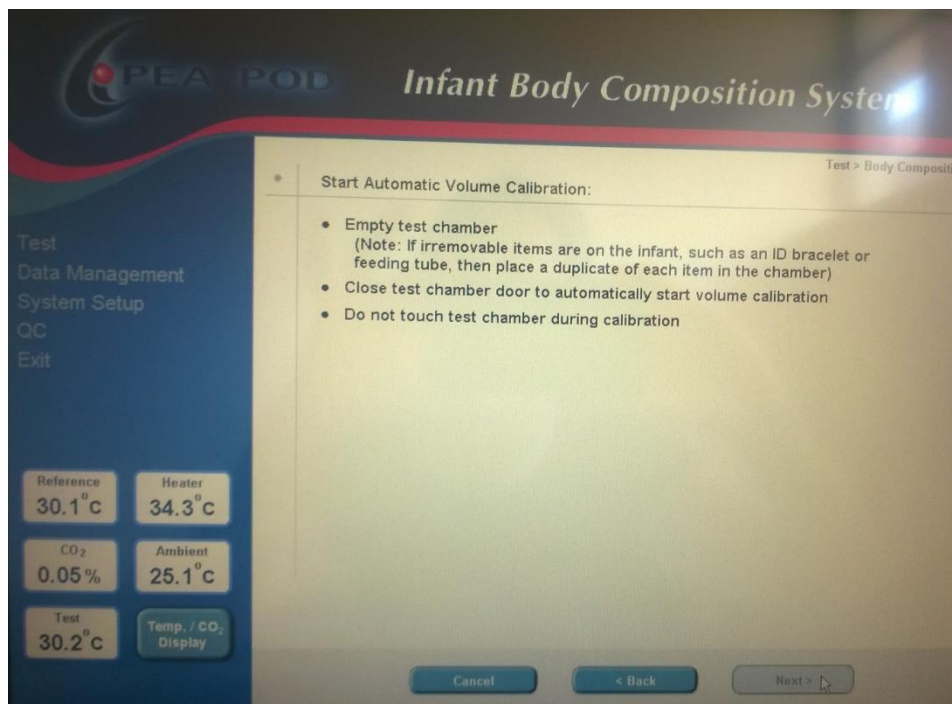 PEA POD
Infant Body Composition System
Test > Body Compositi
Start Automatic Volume Calibration:
• Empty test chamber
(Note: If irremovable items are on the infant, such as an ID bracelet or
feeding tube, then place a duplicate of each item in the chamber)
• Close test chamber door to automatically start volume calibration
• Do not touch test chamber during calibration
Test
Data Management
System Setup
QC
Exit
Reference
30.1°C
Heater
34.3°C
CO2
0.05%
Ambient
25.1°C
Test
30.2°C
Temp. / CO2
Display
Cancel
< Back
Next >